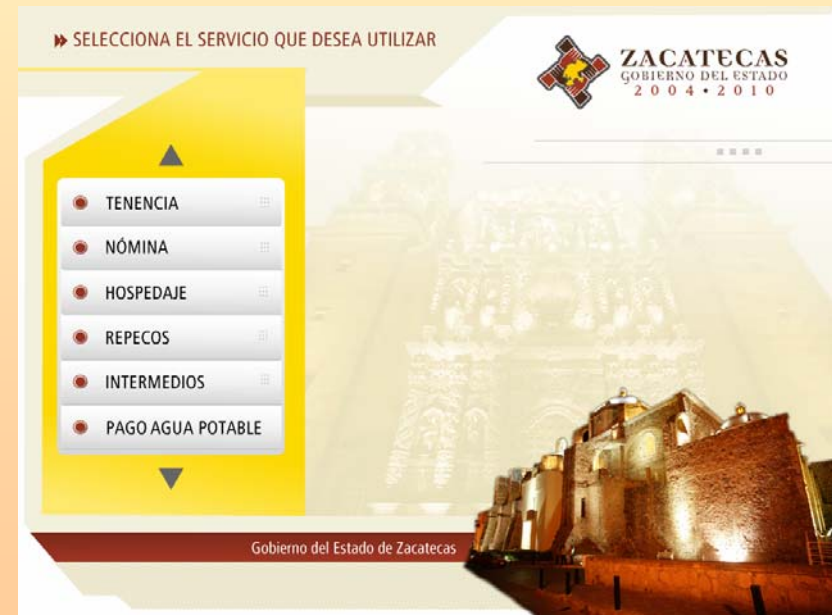 SELECCIONA EL SERVICIO QUE DESEA UTILIZAR
ZACATECAS
GOBIERNO DEL ESTADO
2004•2010
TENENCIA
NÓMINA
HOSPEDAJE
REPECOS
INTERMEDIOS
PAGO AGUA POTABLE
Gobierno del Estado de Zacatecas